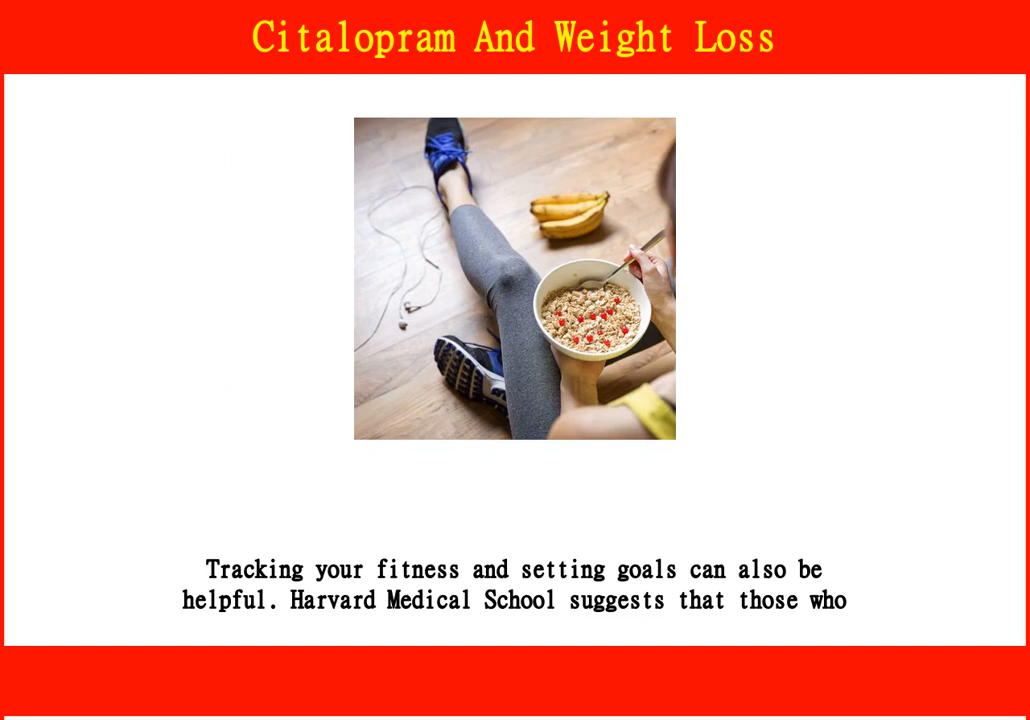 Citalopram And Weight Loss
Tracking your fitness and setting goals can also be
helpful. Harvard Medical School suggests that those who